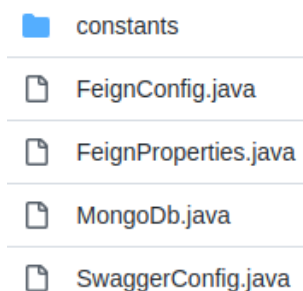 constants
FeignConfig.java
FeignProperties.java
MongoDb.java
SwaggerConfig.java